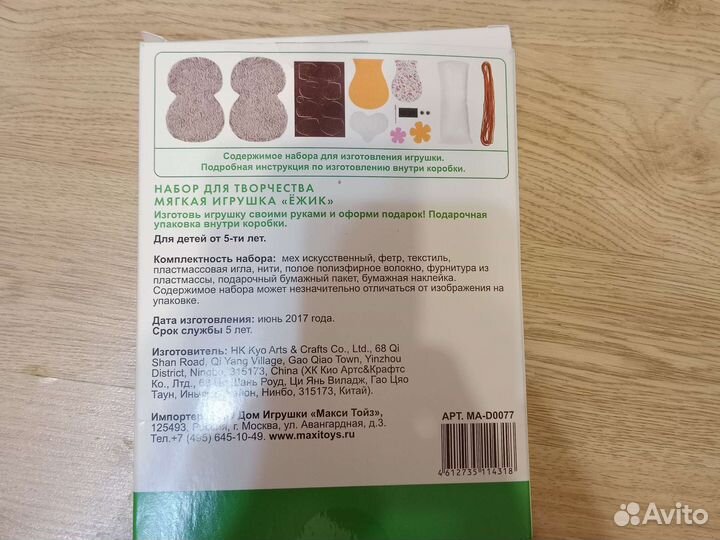 Содержимое набора для изготовления игрушки.
Подробная инструкция по изготовлению внутри коробки.
НАБОР ДЛЯ ТВОРЧЕСТВА
МЯГКАЯ ИГРУШКА «ЁЖИК»
Изготовь игрушку своими руками и оформи подарок! Подарочная
упаковка внутри коробки.
Для детей от 5-ти лет.
Комплектность набора: мех искусственный, фетр, текстиль,
пластмассовая игла, нити, полое полиэфирное волокно, фурнитура из
пластмассы, подарочный бумажный пакет, бумажная наклейка.
Содержимое набора может незначительно отличаться от изображения на
упаковке.
Дата изготовления: июнь 2017 года.
Срок службы 5 лет.
Изготовитель: HK Kyo Arts & Crafts Co., Ltd., 68 Qi
Shan Road, Qi Yang Village, Gao Qiao Town, Yinzhou
District, Ningbo, 315173, China (ХК Кио Артс&Крафтс
Ко., Лтд., 68 Шань Роуд, Ци Янь Виладж, Гао Цяо
Таун, Нинбо, 315173, Китай).
Импортер Дом Игрушки «Макси Тойз»,
125493, Россия, г. Москва, ул. Авангардная, д.3.
Тел.+7 (495) 645-10-49. www.maxitoys.ru
АРТ. MA-D0077
4612735114318
Avito